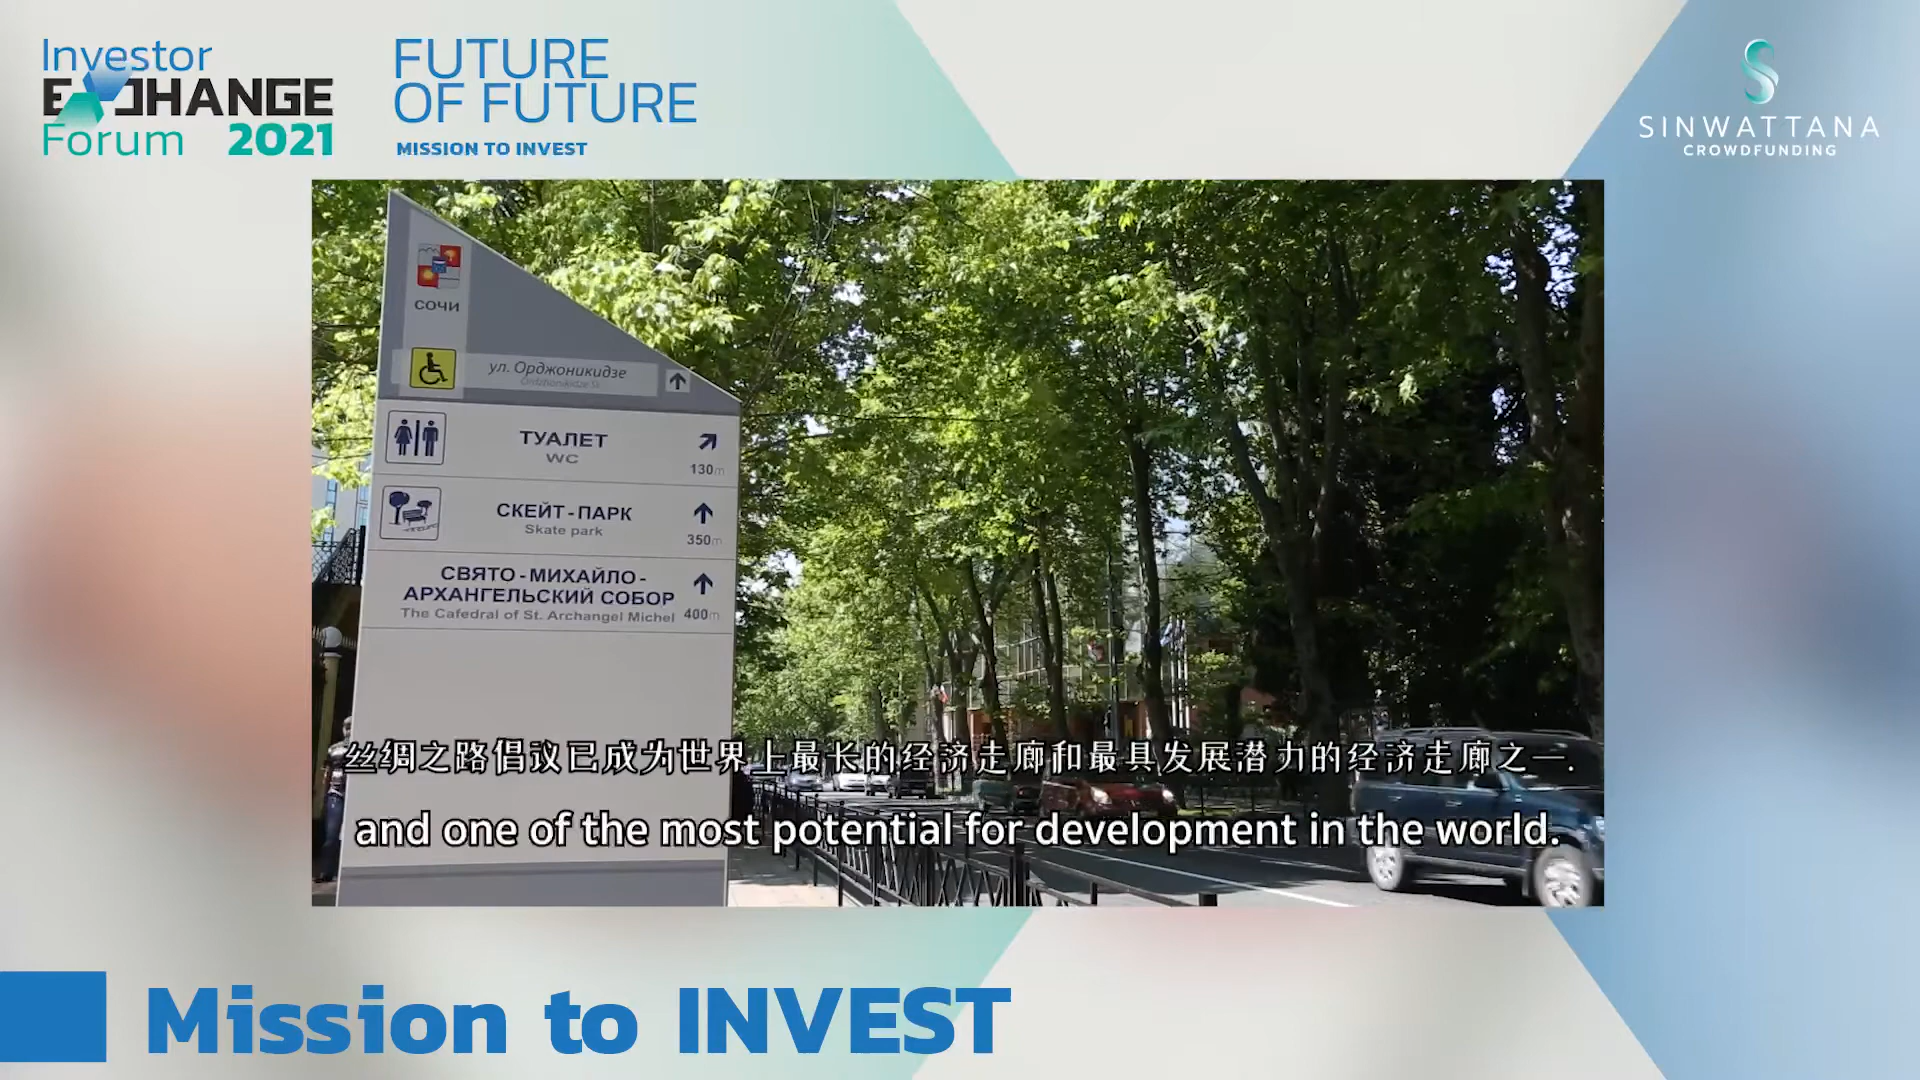 Investor
EXCHANGE
Forum 2021
FUTURE
OF FUTURE
MISSION TO INVEST
SINWATTANA
CROWDFUNDING
СОЧИ
ул. Орджоникидзе
Ordzhonikidze St.
ТУАЛЕТ
WC
130m
СКЕЙТ-ПАРК
Skate park
350m
СВЯТО-МИХАЙЛО-
АРХАНГЕЛЬСКИЙ СОБОР
The Cafedral of St. Archangel Michel
400m
丝绸之路倡议已成为世界上最长的经济走廊和最具发展潜力的经济走廊之一.
and one of the most potential for development in the world.
Mission to INVEST